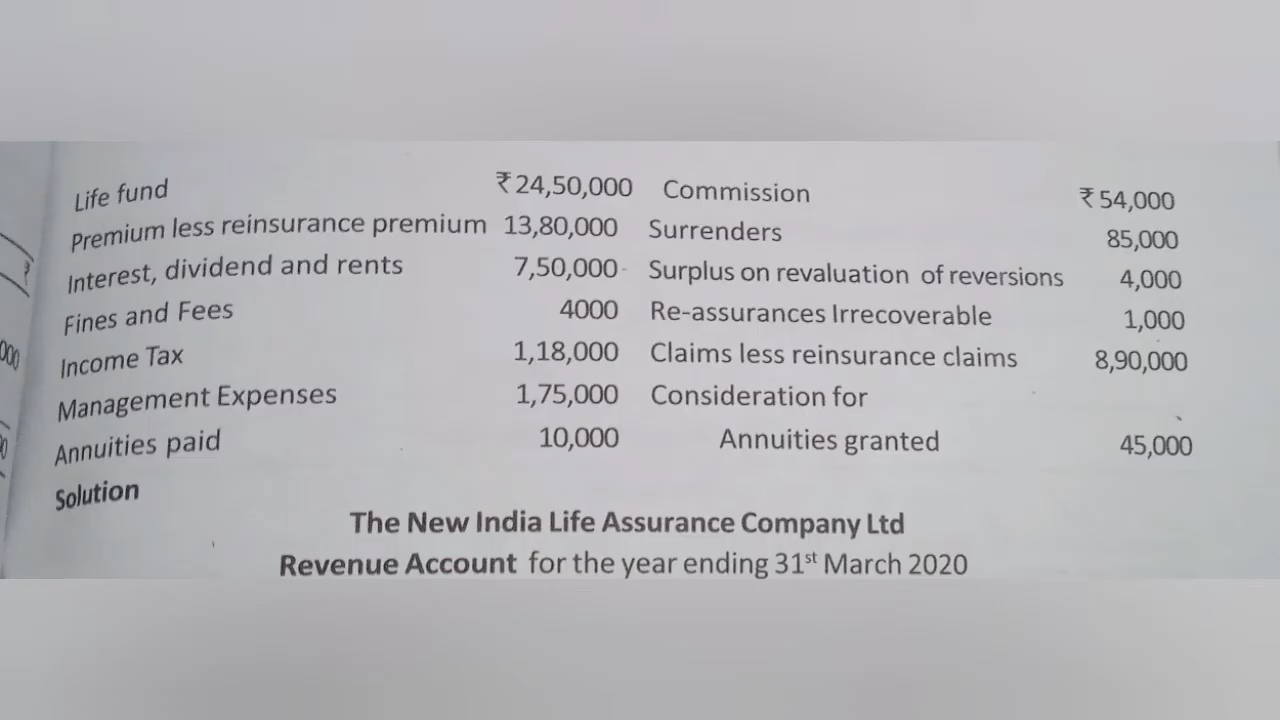 Life fund ₹ 24,50,000 Commission ₹ 54,000
Premium less reinsurance premium 13,80,000 Surrenders 85,000
Interest, dividend and rents 7,50,000 Surplus on revaluation of reversions 4,000
Fines and Fees 4000 Re-assurances Irrecoverable 1,000
Income Tax 1,18,000 Claims less reinsurance claims 8,90,000
Management Expenses 1,75,000 Consideration for
Annuities paid 10,000 Annuities granted 45,000
Solution
The New India Life Assurance Company Ltd
Revenue Account for the year ending 31st March 2020